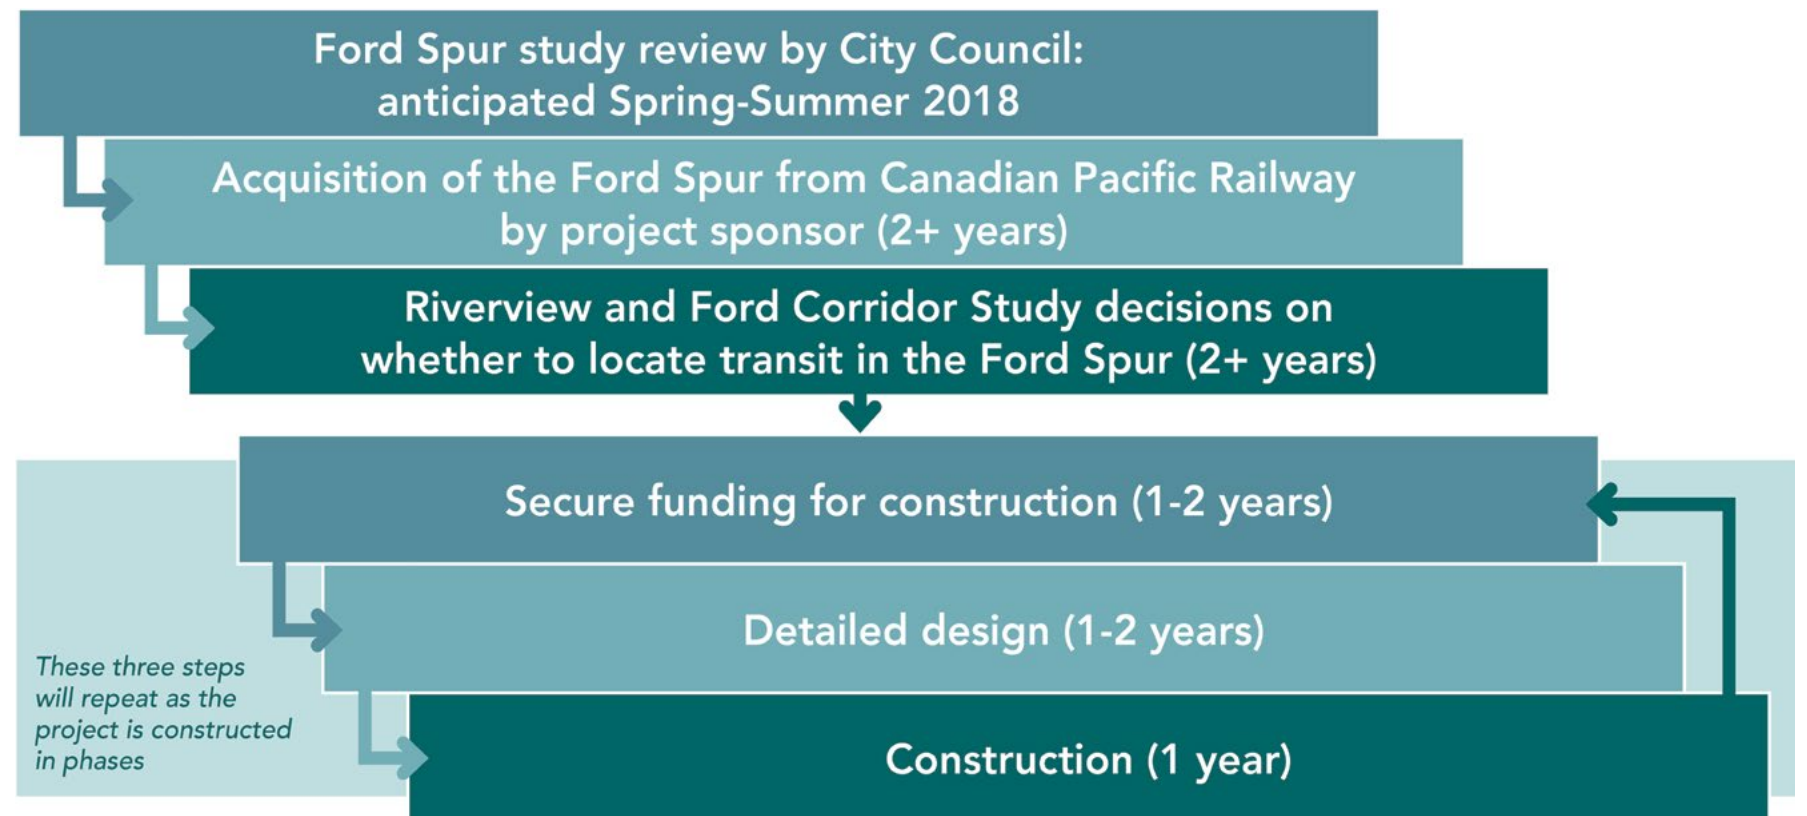 Ford Spur study review by City Council:
anticipated Spring-Summer 2018
Acquisition of the Ford Spur from Canadian Pacific Railway
by project sponsor (2+ years)
Riverview and Ford Corridor Study decisions on
whether to locate transit in the Ford Spur (2+ years)
Secure funding for construction (1-2 years)
Detailed design (1-2 years)
These three steps
will repeat as the
project is constructed
in phases
Construction (1 year)